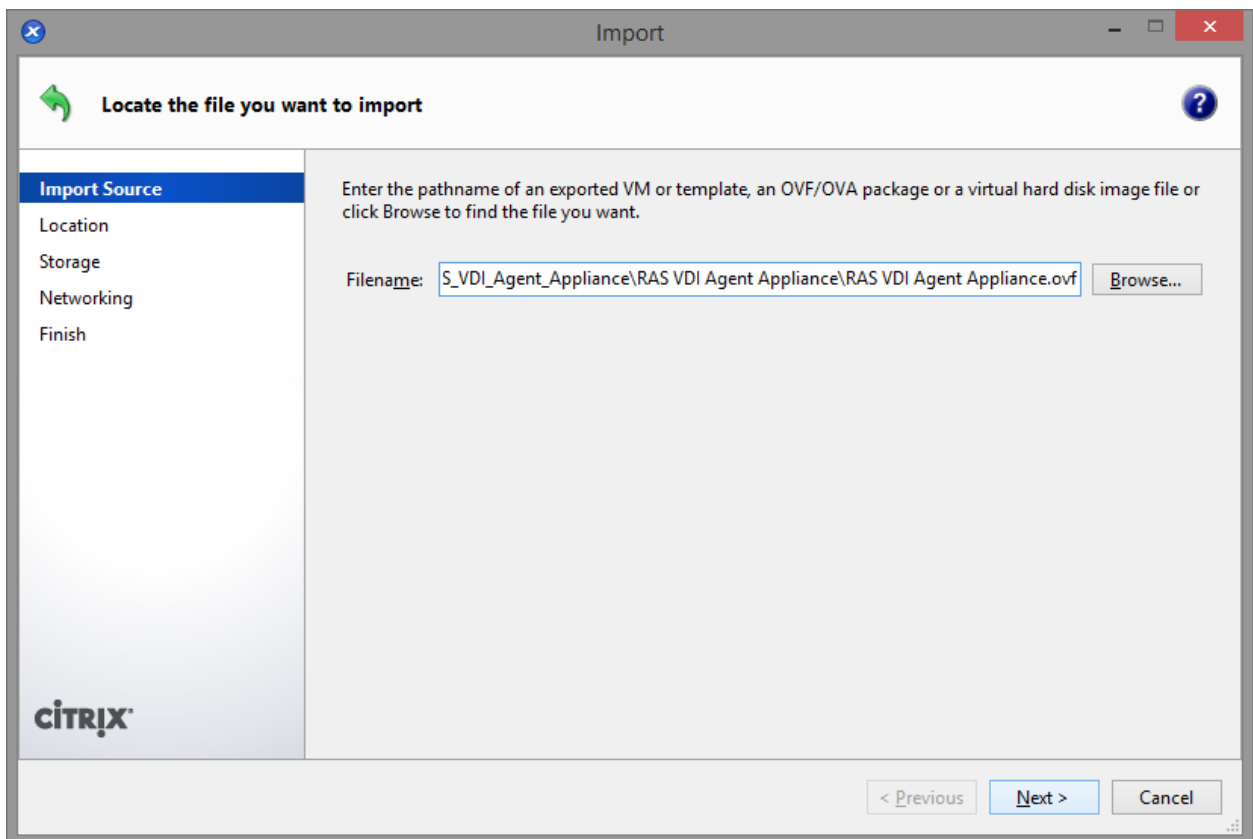 Import
Locate the file you want to import
Import Source
Location
Storage
Networking
Finish
Enter the pathname of an exported VM or template, an OVF/OVA package or a virtual hard disk image file or
click Browse to find the file you want.
Filename: S_VDI_Agent_Appliance\RAS VDI Agent Appliance\RAS VDI Agent Appliance.ovf Browse...
CITRIX
< Previous Next > Cancel